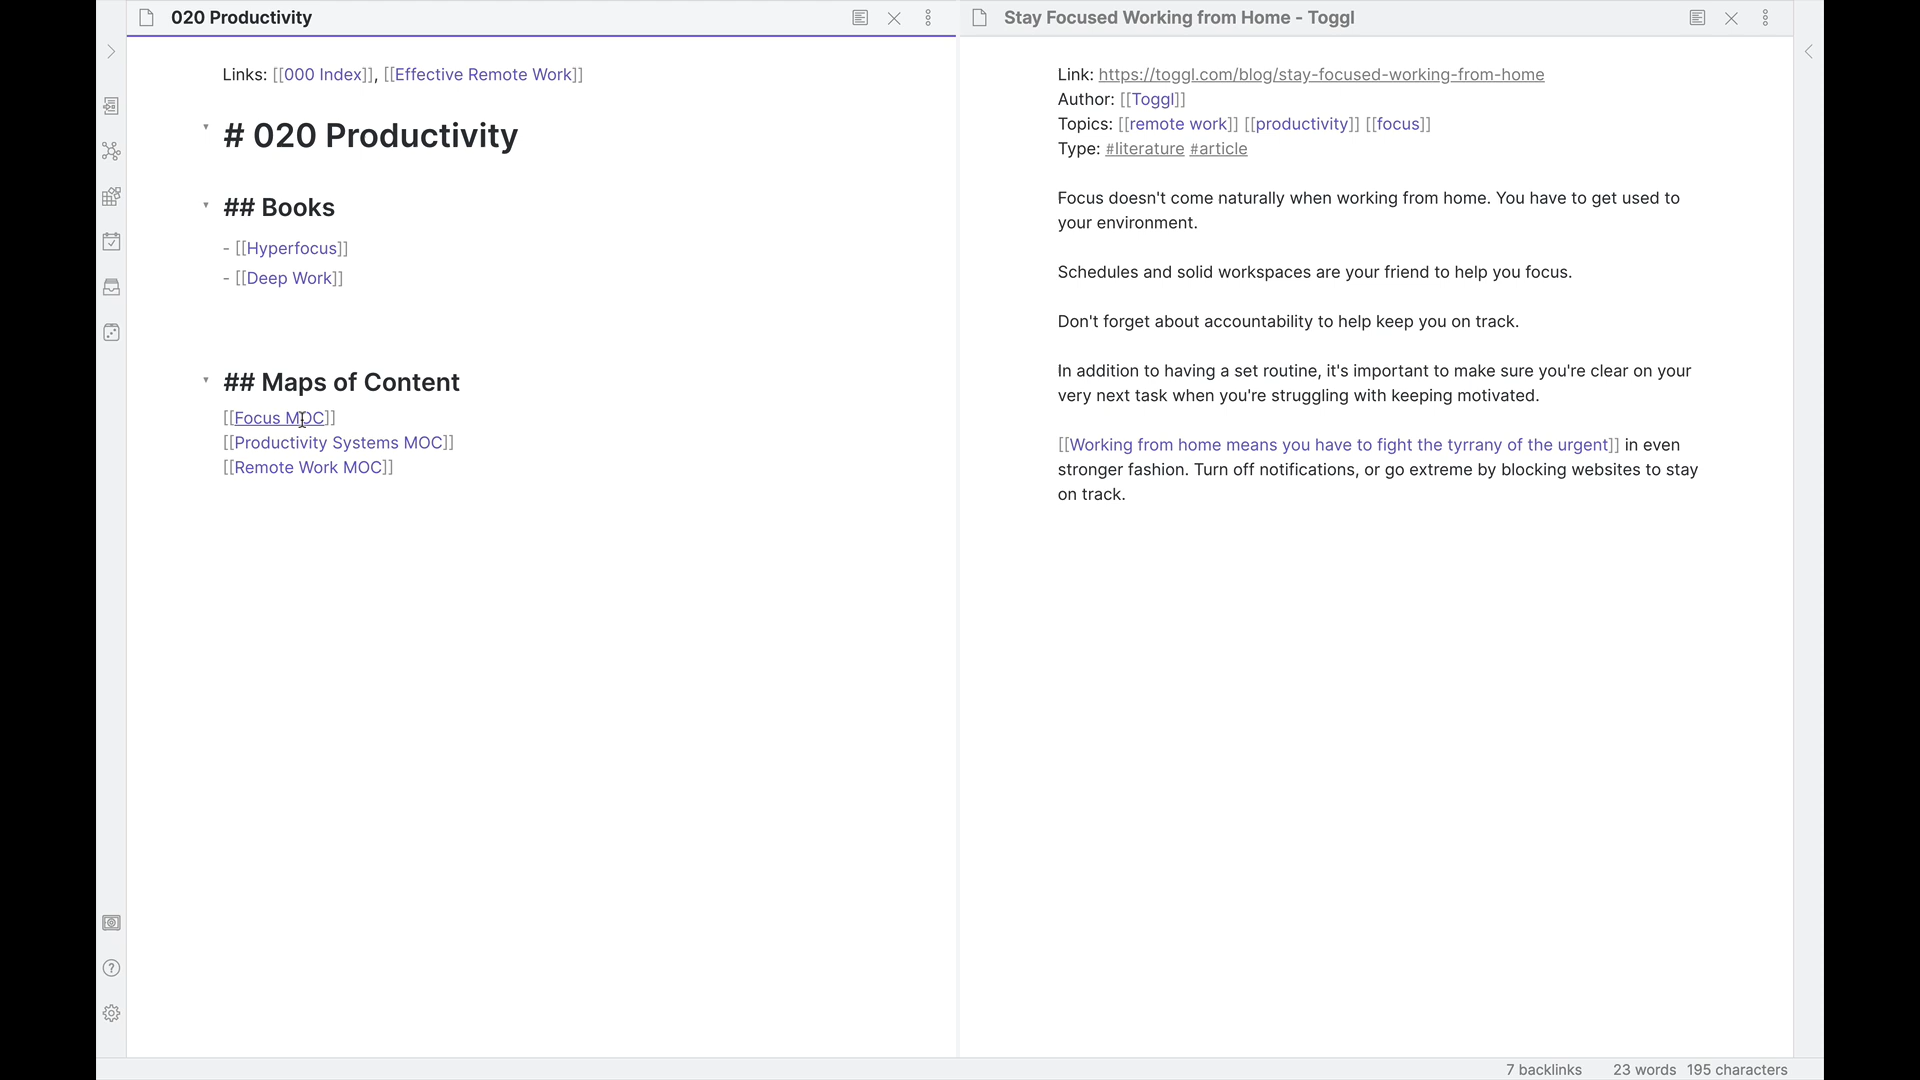 020 Productivity
Links: [[000 Index]], [[Effective Remote Work]]
# 020 Productivity
## Books
- [[Hyperfocus]]
- [[Deep Work]]
## Maps of Content
[[Focus MOC]]
[[Productivity Systems MOC]]
[[Remote Work MOC]]
Stay Focused Working from Home - Toggl
Link: https://toggl.com/blog/stay-focused-working-from-home
Author: [[Toggl]]
Topics: [[remote work]] [[productivity]] [[focus]]
Type: #literature #article
Focus doesn't come naturally when working from home. You have to get used to
your environment.
Schedules and solid workspaces are your friend to help you focus.
Don't forget about accountability to help keep you on track.
In addition to having a set routine, it's important to make sure you're clear on your
very next task when you're struggling with keeping motivated.
[[Working from home means you have to fight the tyrrany of the urgent]] in even
stronger fashion. Turn off notifications, or go extreme by blocking websites to stay
on track.
7 backlinks 23 words 195 characters